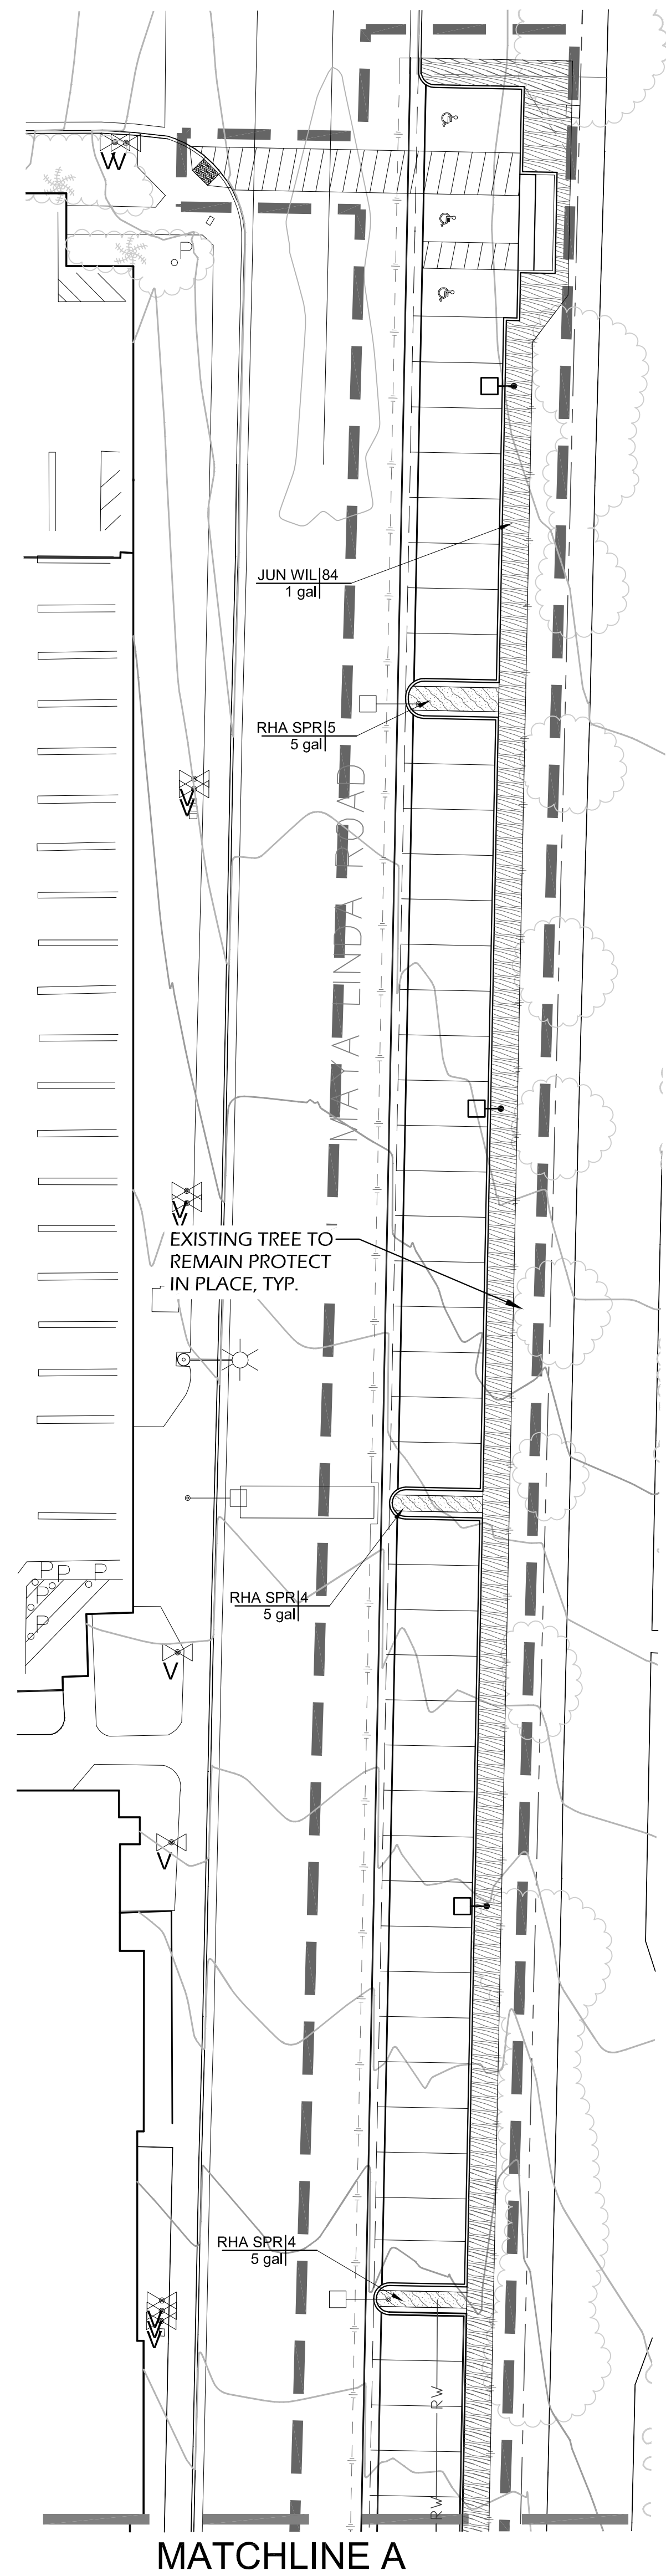 W
P
JUN WIL 84
1 gal
RHA SPR 5
5 gal
MAYA LINDA ROAD
V
V
V
V
EXISTING TREE TO
REMAIN PROTECT
IN PLACE, TYP.
RHA SPR 4
5 gal
P P P
P
P
V
V
RHA SPR 4
5 gal
V
V
RW
RW
MATCHLINE A